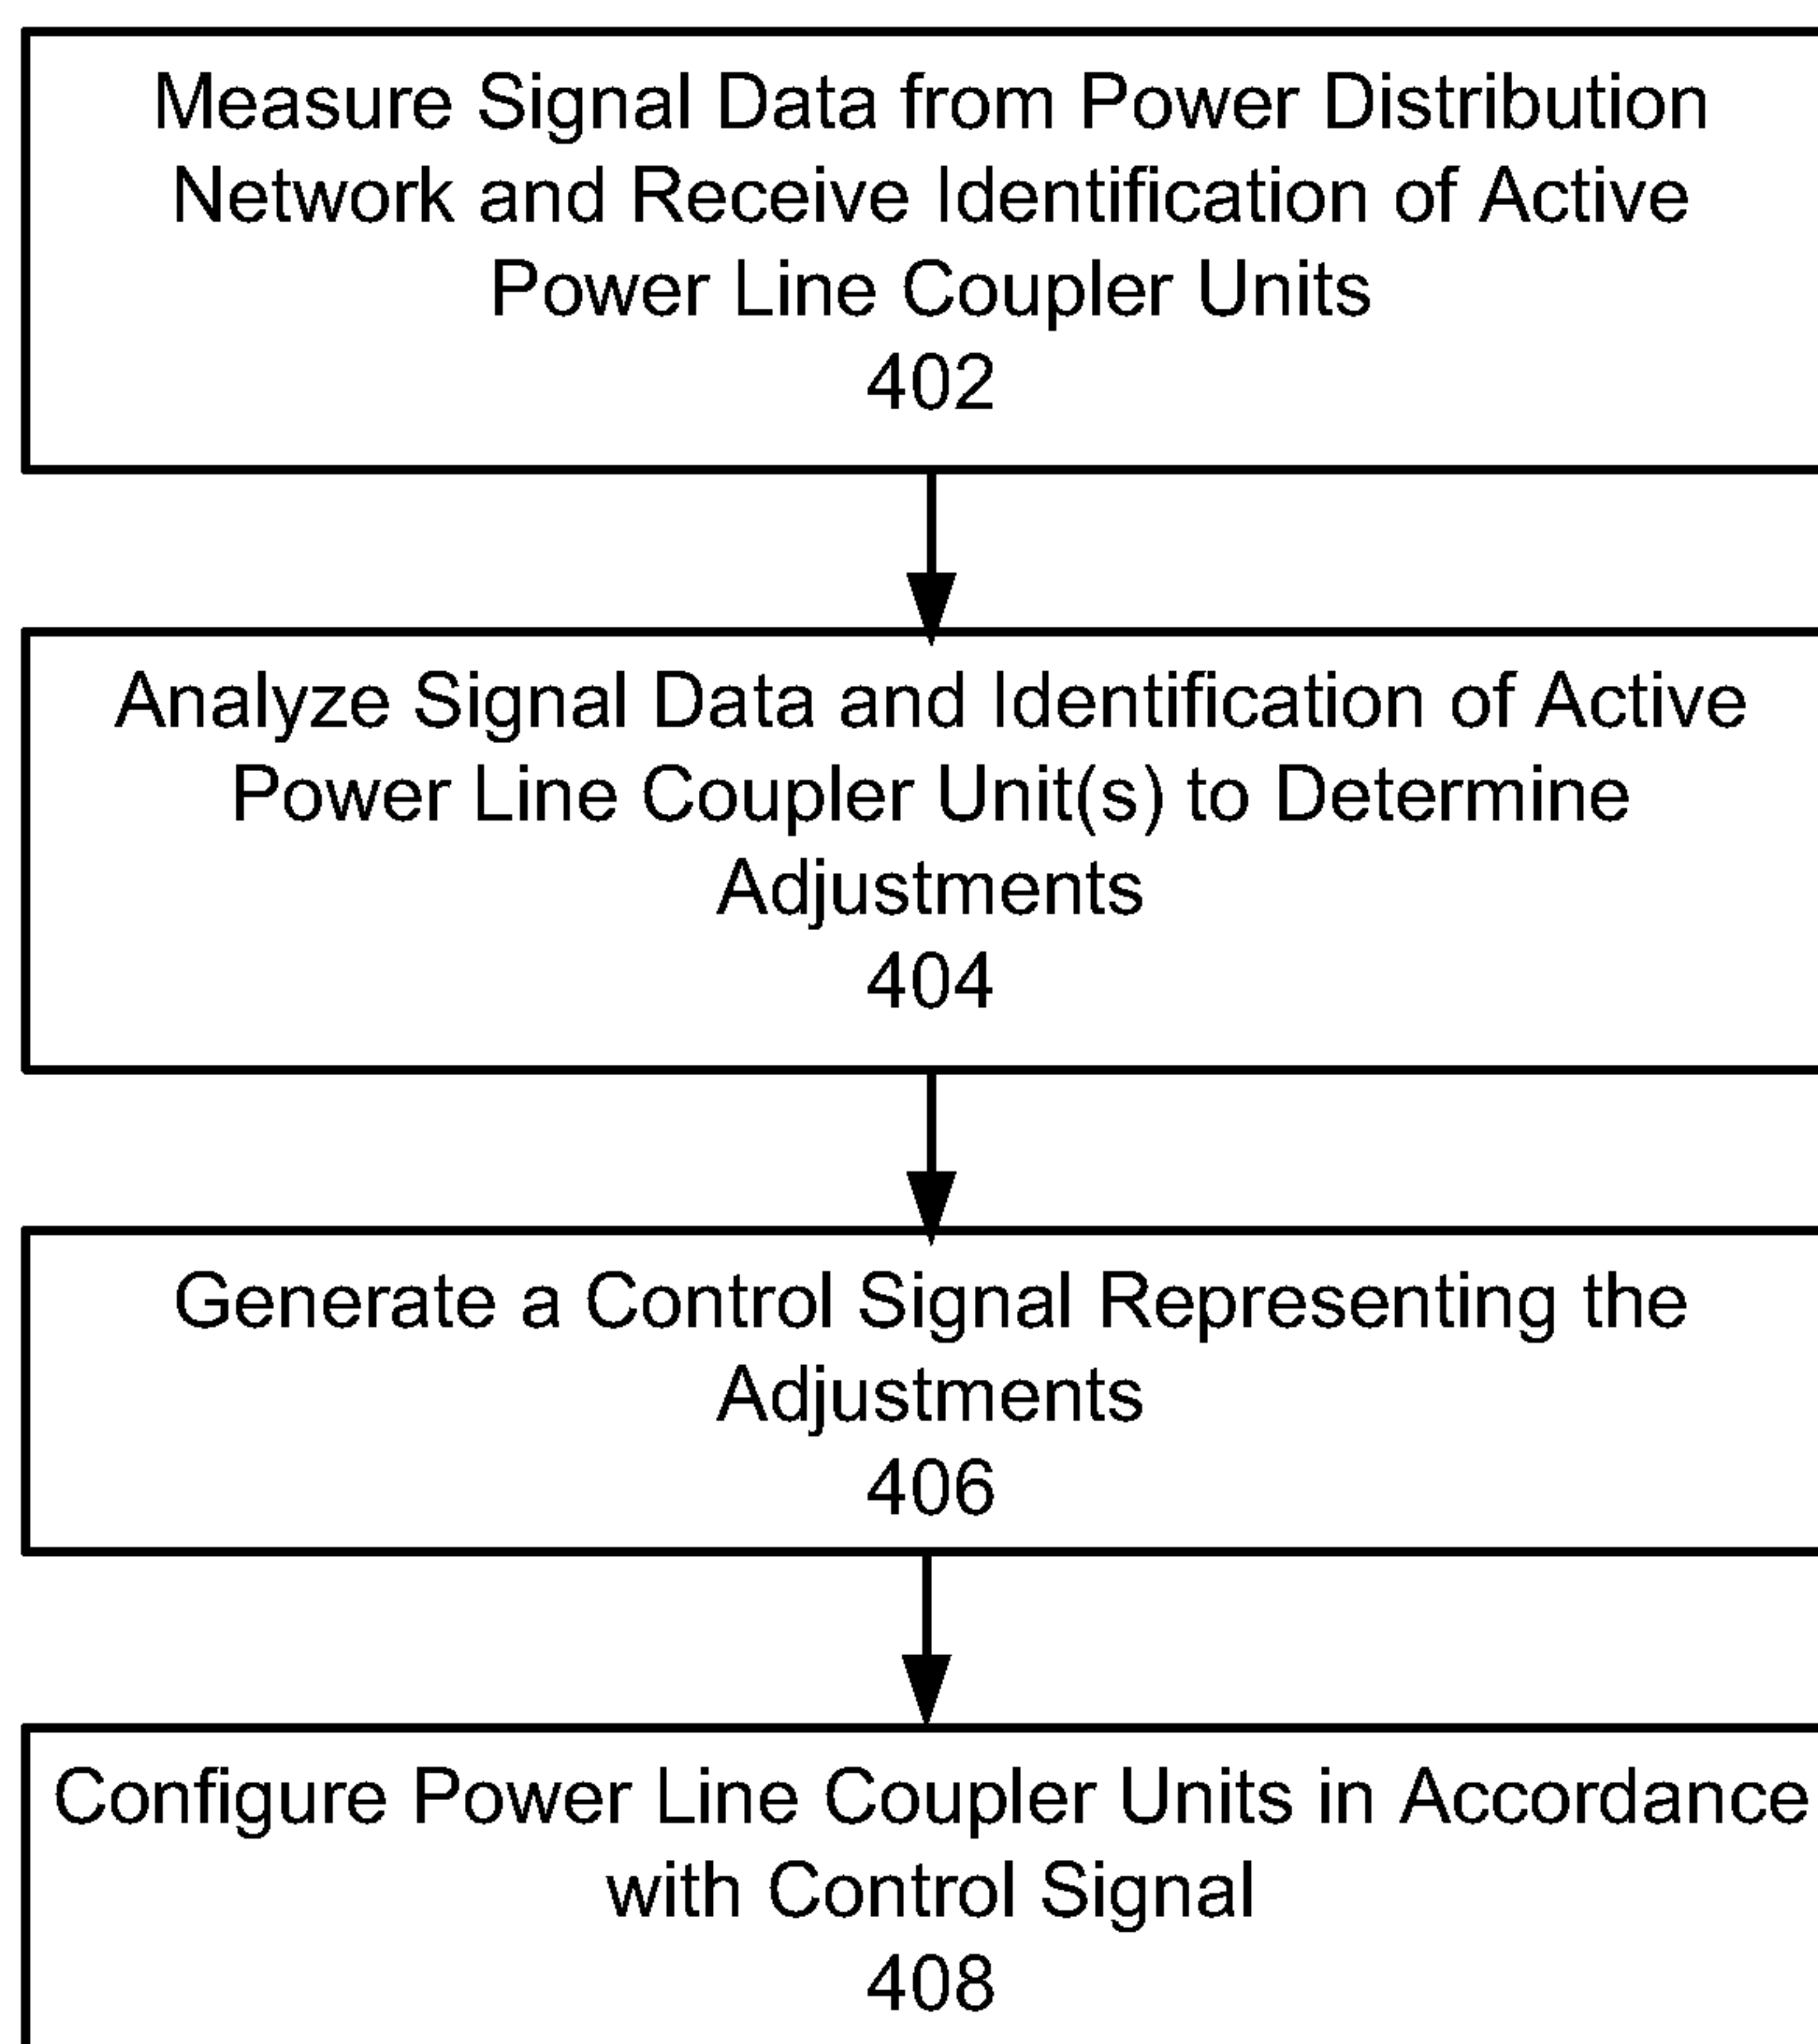 Measure Signal Data from Power Distribution
Network and Receive Identification of Active
Power Line Coupler Units
402
Analyze Signal Data and Identification of Active
Power Line Coupler Unit(s) to Determine
Adjustments
404
Generate a Control Signal Representing the
Adjustments
406
Configure Power Line Coupler Units in Accordance
with Control Signal
408